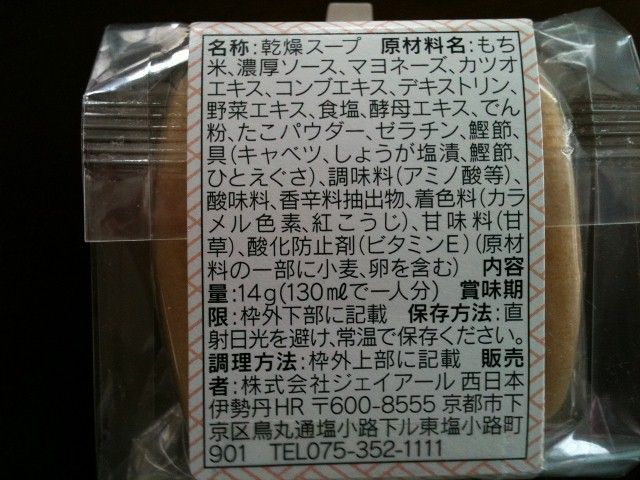 名称:乾燥スープ 原材料名:もち
米、濃厚ソース、マヨネーズ、カツオ
エキス、コンブエキス、デキストリン、
野菜エキス、食塩、酵母エキス、でん
粉、たこパウダー、ゼラチン、鰹節、
具(キャベツ、しょうが塩漬、鰹節、
ひとえぐさ)、調味料(アミノ酸等)、
酸味料、香辛料抽出物、着色料(カラ
メル色素、紅こうじ)、甘味料(甘
草)、酸化防止剤(ビタミンE)(原材
料の一部に小麦、卵を含む) 内容
量:14g(130mlで一人分) 賞味期
限:枠外下部に記載 保存方法:直
射日光を避け、常温で保存ください。
調理方法:枠外上部に記載 販売
者:株式会社ジェイアール西日本
伊勢丹HR 〒600-8555 京都市下
京区烏丸通塩小路下ル東塩小路町
901 TEL075-352-1111